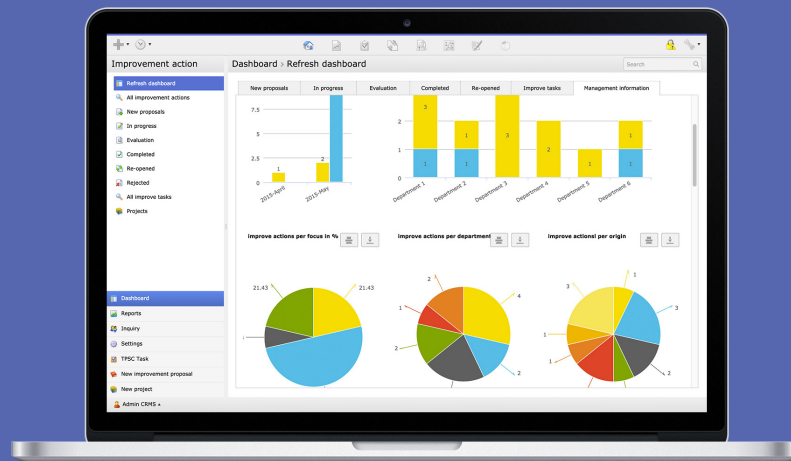 Improvement action
Dashboard › Refresh dashboard
Search
Refresh dashboard
All improvement actions
New proposals
In progress
Evaluation
Completed
Re-opened
Rejected
All improve tasks
Projects
Dashboard
Reports
Inquiry
Settings
TPSC Task
New improvement proposal
New project
Admin CRMS
New proposals In progress Evaluation Completed Re-opened Improve tasks Management information
7.5
5
2.5
0
1
2
2015-April
2015-May
2
1
0
3
1
1
1
3
2
1
1
1
Department 1
Department 2
Department 3
Department 4
Department 5
Department 6
improve actions per focus in %
21.43
21.43
improve actions per department
2
4
1
2
2
improve actionsl per origin
1
3
3
1
1
2